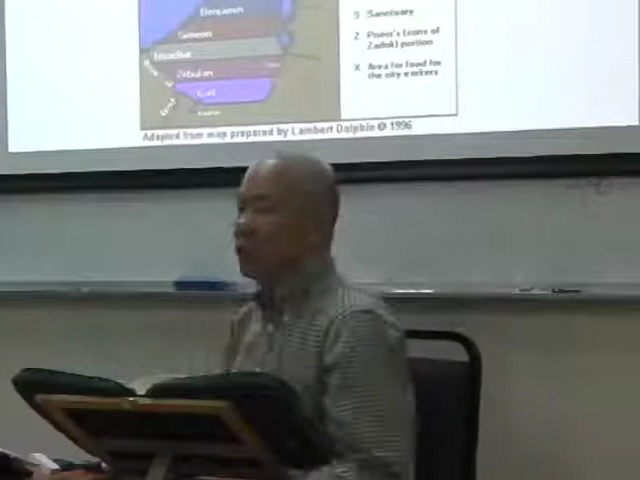 Benjamin
Simeon
Issachar
Zebulun
Gad
S Sanctuary
Z Priest's (sons of
Zadok) portion
X Area for food for
the city workers
Adapted from map prepared by Lambert Dolphin © 1996